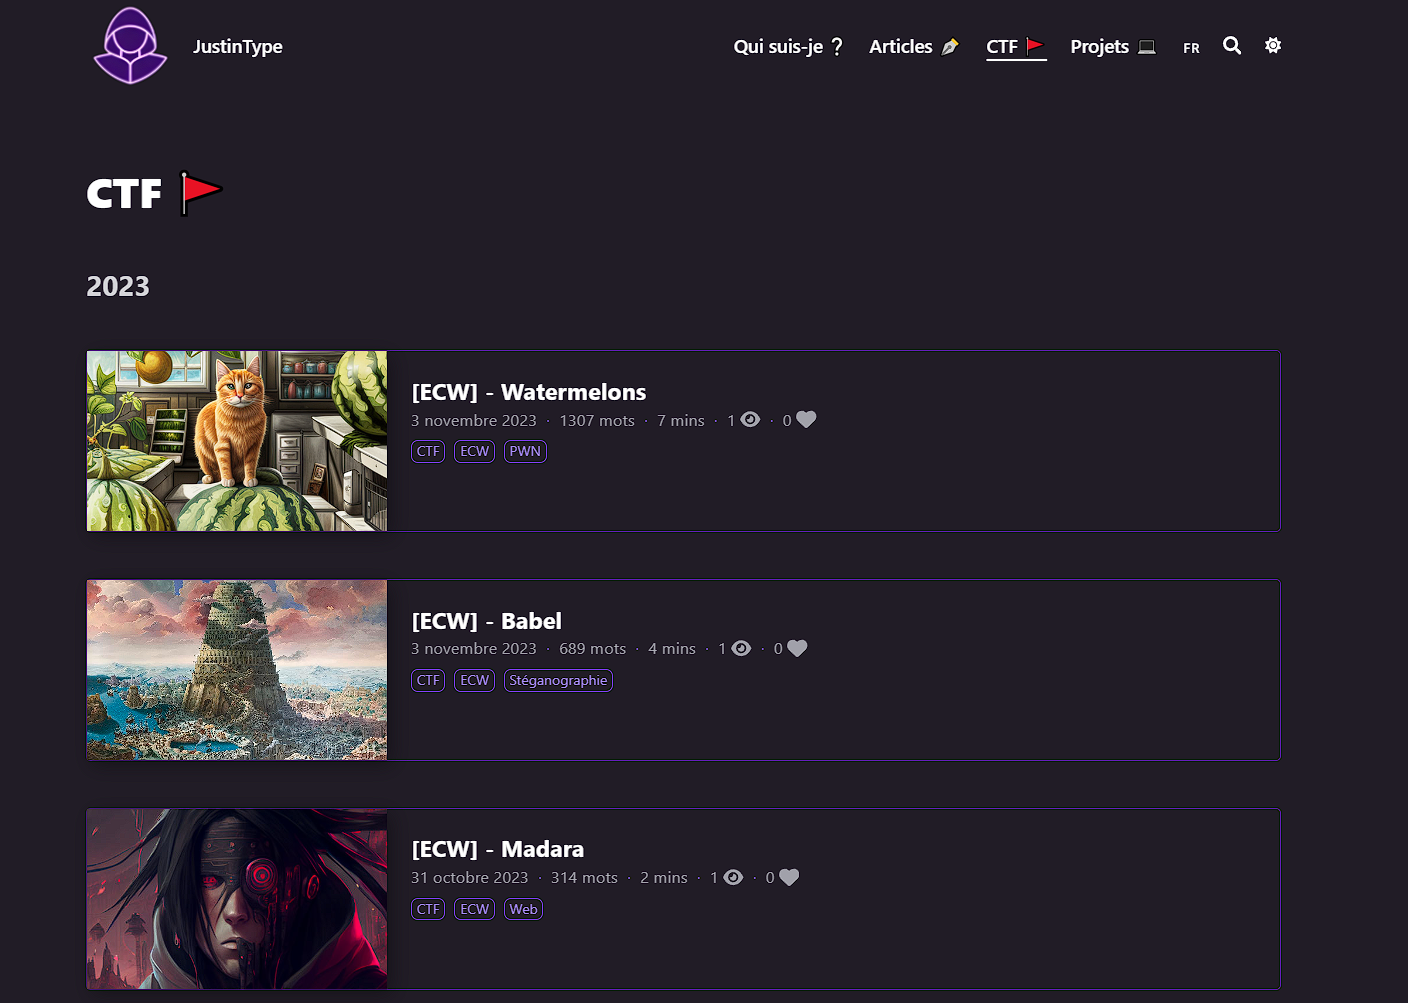 JustinType
Qui suis-je ❔ Articles ✒️ CTF 🚩 Projets 💻 FR
CTF 🚩
2023
[ECW] - Watermelons
3 novembre 2023 · 1307 mots · 7 mins · 1 · 0
CTF ECW PWN
[ECW] - Babel
3 novembre 2023 · 689 mots · 4 mins · 1 · 0
CTF ECW Stéganographie
[ECW] - Madara
31 octobre 2023 · 314 mots · 2 mins · 1 · 0
CTF ECW Web